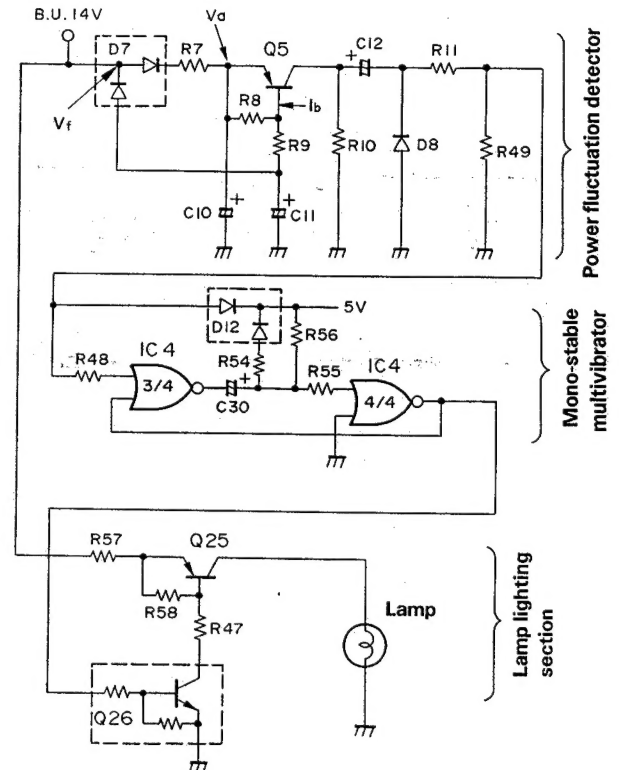 B.U. 14V
Va
D7
R7
Q5
C12
R11
Vf
R8
Ib
R9
R10
D8
R49
C10
C11
Power fluctuation detector
5V
D12
R56
IC4
R48
R54
R55
IC4
3/4
4/4
C30
Mono-stable
multivibrator
R57
Q25
R58
R47
Lamp
Lamp lighting
section
Q26